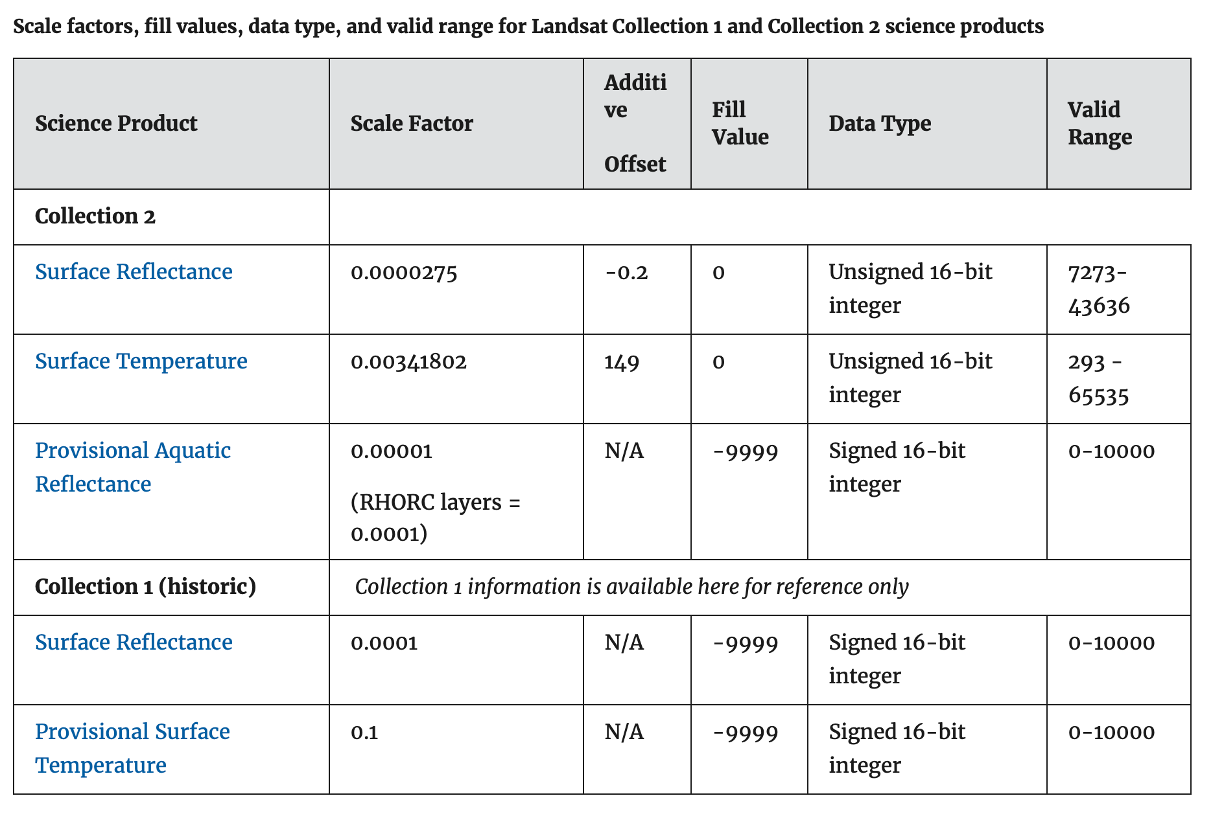 Scale factors, fill values, data type, and valid range for Landsat Collection 1 and Collection 2 science products
Science Product
Scale Factor
Additi
ve
Offset
Fill
Value
Data Type
Valid
Range
Collection 2
Surface Reflectance
0.0000275
-0.2
0
Unsigned 16-bit
integer
7273-
43636
Surface Temperature
0.00341802
149
0
Unsigned 16-bit
integer
293 -
65535
Provisional Aquatic
Reflectance
0.00001
(RHORC layers =
0.0001)
N/A
-9999
Signed 16-bit
integer
0-10000
Collection 1 (historic)
Collection 1 information is available here for reference only
Surface Reflectance
0.0001
N/A
-9999
Signed 16-bit
integer
0-10000
Provisional Surface
Temperature
0.1
N/A
-9999
Signed 16-bit
integer
0-10000